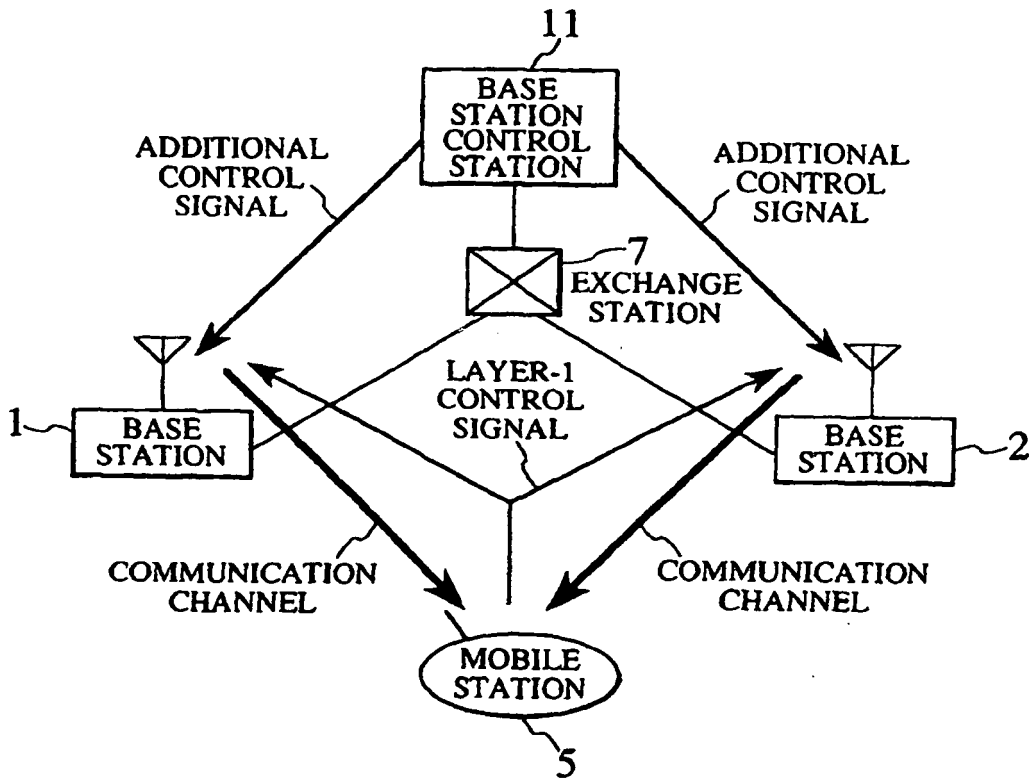 11
BASE
STATION
CONTROL
STATION
ADDITIONAL
CONTROL
SIGNAL
ADDITIONAL
CONTROL
SIGNAL
7
EXCHANGE
STATION
LAYER-1
CONTROL
SIGNAL
1
BASE
STATION
BASE
STATION
2
COMMUNICATION
CHANNEL
COMMUNICATION
CHANNEL
MOBILE
STATION
5